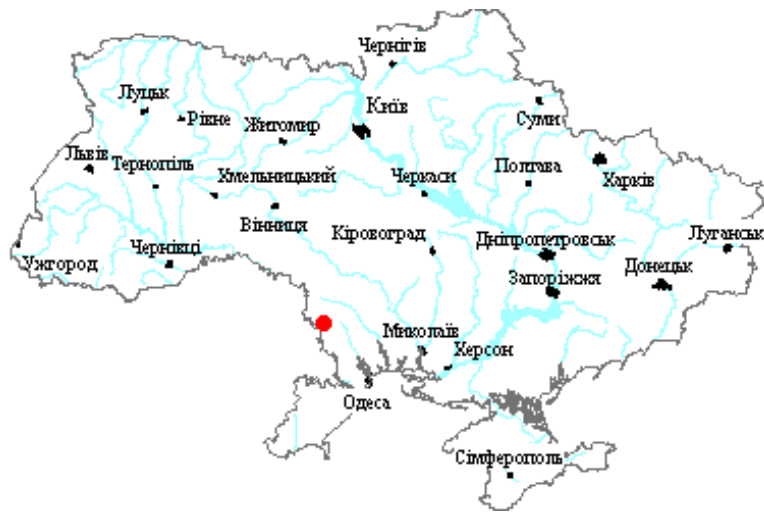 Чернігів
Луцьк
Рівне
Київ
Суми
Житомир
Львів
Тернопіль
Хмельницький
Черкаси
Полтава
Харків
Вінниця
Кіровоград
Дніпропетровськ
Луганськ
Ужгород
Чернівці
Запоріжжя
Донецьк
Миколаїв
Херсон
Одеса
Сімферополь